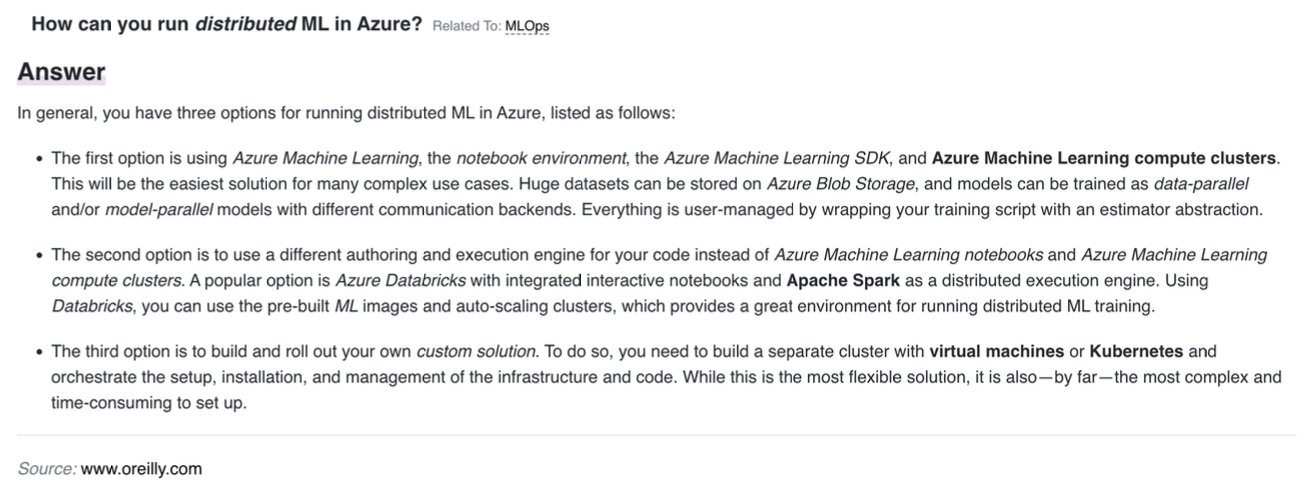 How can you run distributed ML in Azure? Related To: MLOps
Answer
In general, you have three options for running distributed ML in Azure, listed as follows:
• The first option is using Azure Machine Learning, the notebook environment, the Azure Machine Learning SDK, and Azure Machine Learning compute clusters.
This will be the easiest solution for many complex use cases. Huge datasets can be stored on Azure Blob Storage, and models can be trained as data-parallel
and/or model-parallel models with different communication backends. Everything is user-managed by wrapping your training script with an estimator abstraction.
• The second option is to use a different authoring and execution engine for your code instead of Azure Machine Learning notebooks and Azure Machine Learning
compute clusters. A popular option is Azure Databricks with integrated interactive notebooks and Apache Spark as a distributed execution engine. Using
Databricks, you can use the pre-built ML images and auto-scaling clusters, which provides a great environment for running distributed ML training.
• The third option is to build and roll out your own custom solution. To do so, you need to build a separate cluster with virtual machines or Kubernetes and
orchestrate the setup, installation, and management of the infrastructure and code. While this is the most flexible solution, it is also—by far—the most complex and
time-consuming to set up.
Source: www.oreilly.com